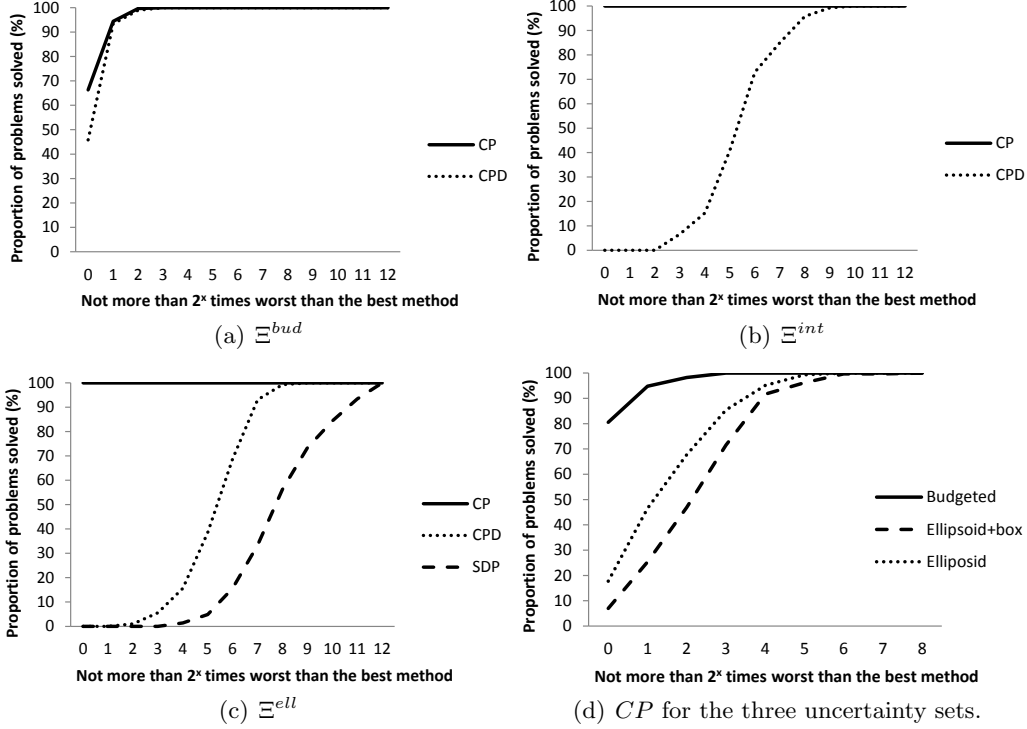 Proportion of problems solved (%)
100
90
80
70
60
50
40
30
20
10
0
0 1 2 3 4 5 6 7 8 9 10 11 12
Not more than 2ˣ times worst than the best method
CP
CPD
(a) Ξ^{bud}
Proportion of problems solved (%)
100
90
80
70
60
50
40
30
20
10
0
0 1 2 3 4 5 6 7 8 9 10 11 12
Not more than 2ˣ times worst than the best method
CP
CPD
(b) Ξ^{int}
Proportion of problems solved (%)
100
90
80
70
60
50
40
30
20
10
0
0 1 2 3 4 5 6 7 8 9 10 11 12
Not more than 2ˣ times worst than the best method
CP
CPD
SDP
(c) Ξ^{ell}
Proportion of problems solved (%)
100
90
80
70
60
50
40
30
20
10
0
0 1 2 3 4 5 6 7 8
Not more than 2ˣ times worst than the best method
Budgeted
Ellipsoid+box
Elliposid
(d) CP for the three uncertainty sets.